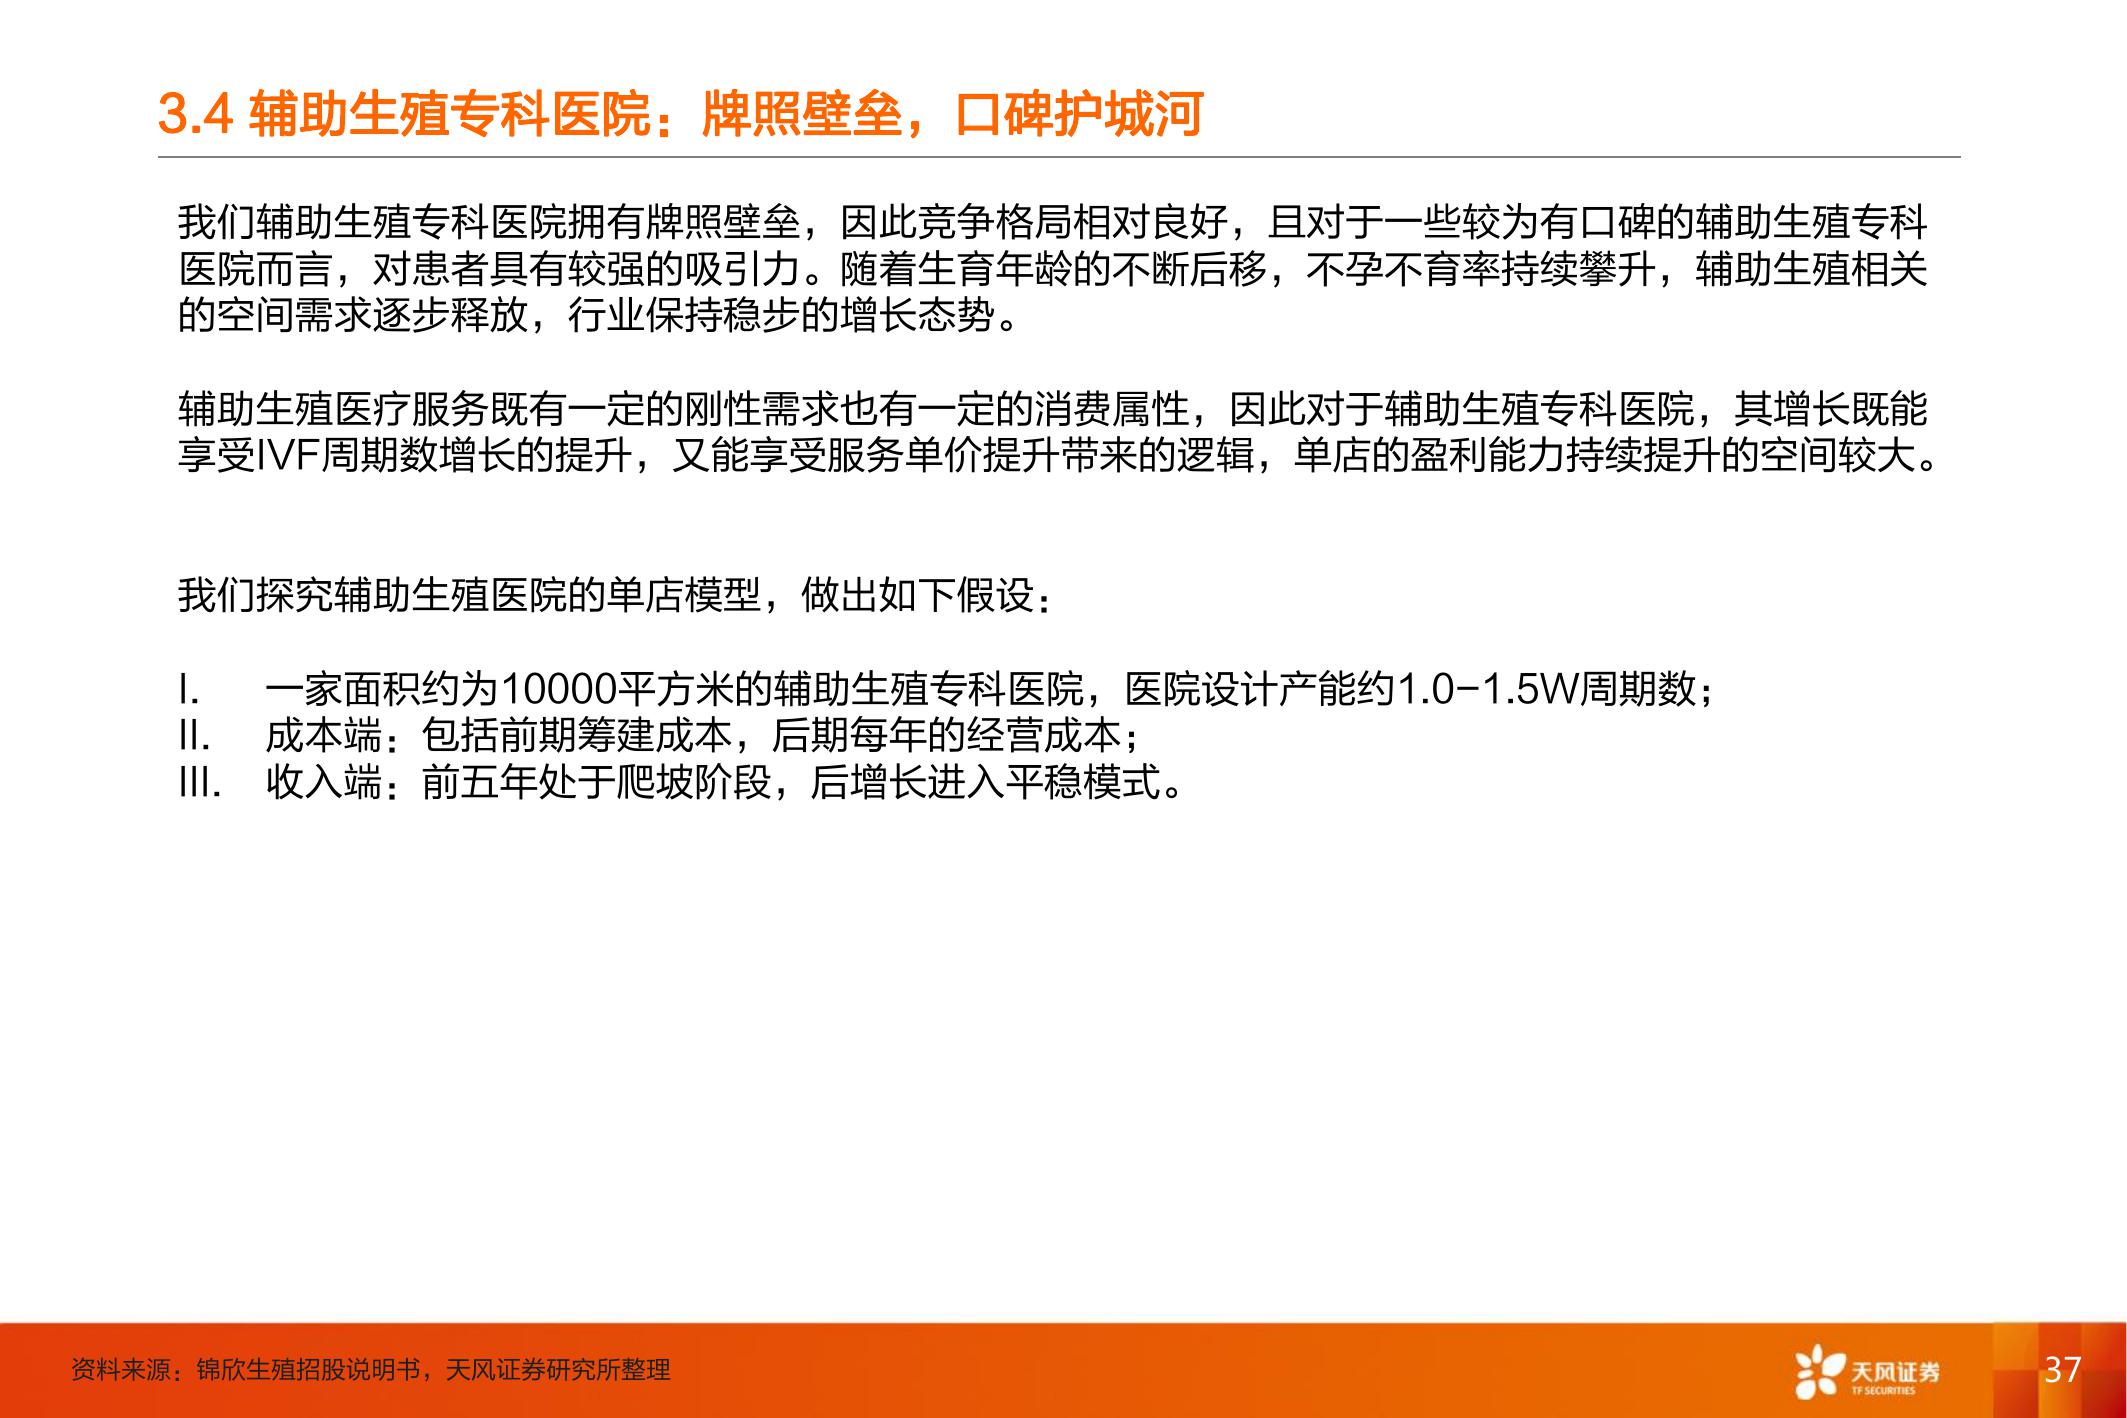 3.4 辅助生殖专科医院：牌照壁垒，口碑护城河
我们辅助生殖专科医院拥有牌照壁垒，因此竞争格局相对良好，且对于一些较为有口碑的辅助生殖专科
医院而言，对患者具有较强的吸引力。随着生育年龄的不断后移，不孕不育率持续攀升，辅助生殖相关
的空间需求逐步释放，行业保持稳步的增长态势。
辅助生殖医疗服务既有一定的刚性需求也有一定的消费属性，因此对于辅助生殖专科医院，其增长既能
享受IVF周期数增长的提升，又能享受服务单价提升带来的逻辑，单店的盈利能力持续提升的空间较大。
我们探究辅助生殖医院的单店模型，做出如下假设：
I. 一家面积约为10000平方米的辅助生殖专科医院，医院设计产能约1.0-1.5W周期数；
II. 成本端：包括前期筹建成本，后期每年的经营成本；
III. 收入端：前五年处于爬坡阶段，后增长进入平稳模式。
资料来源：锦欣生殖招股说明书，天风证券研究所整理
天风证券
TF SECURITIES
37